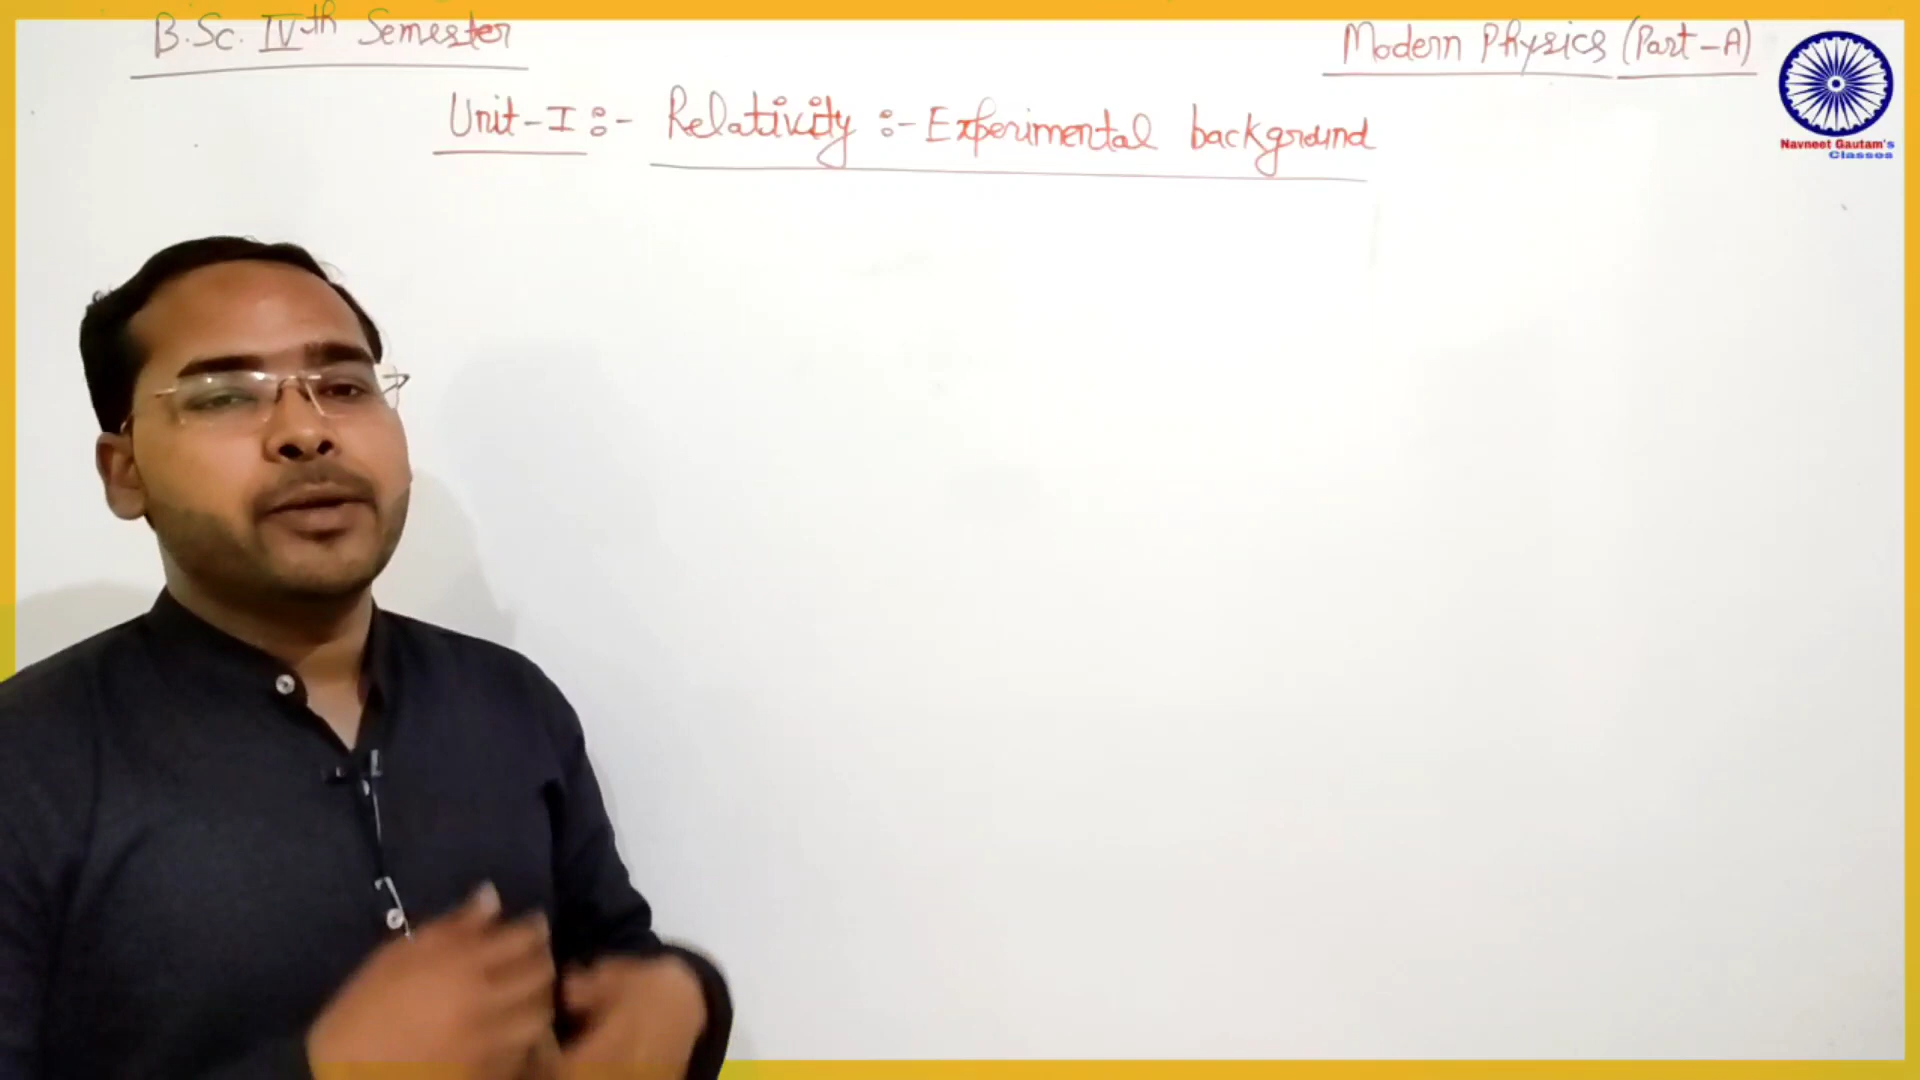 B.Sc. IVth Semester
Modern Physics (Part-A)
Unit-I :- Relativity :- Experimental background
Navneet Gautam's
Classes